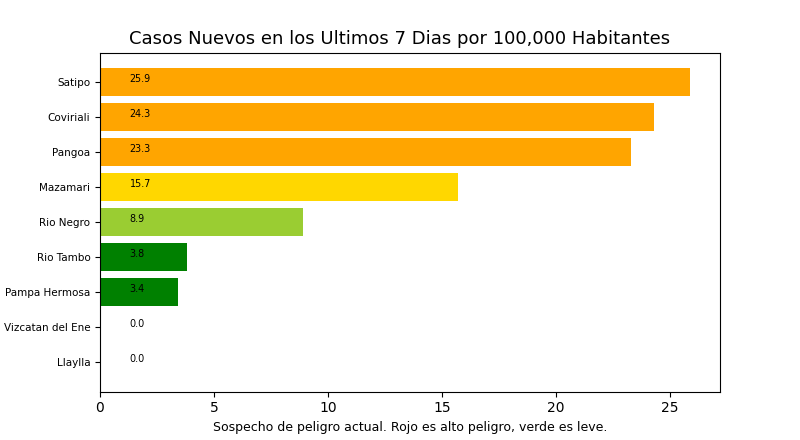 Casos Nuevos en los Ultimos 7 Dias por 100,000 Habitantes
Satipo 25.9
Coviriali 24.3
Pangoa 23.3
Mazamari 15.7
Rio Negro 8.9
Rio Tambo 3.8
Pampa Hermosa 3.4
Vizcatan del Ene 0.0
Llaylla 0.0
0 5 10 15 20 25
Sospecho de peligro actual. Rojo es alto peligro, verde es leve.